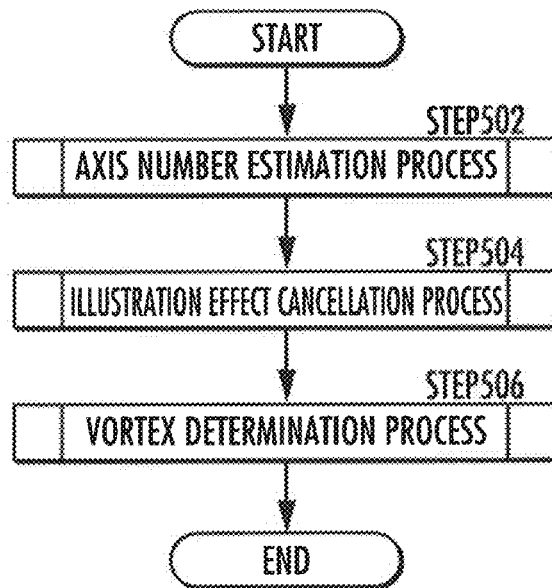 START
STEP502
AXIS NUMBER ESTIMATION PROCESS
STEP504
ILLUSTRATION EFFECT CANCELLATION PROCESS
STEP506
VORTEX DETERMINATION PROCESS
END